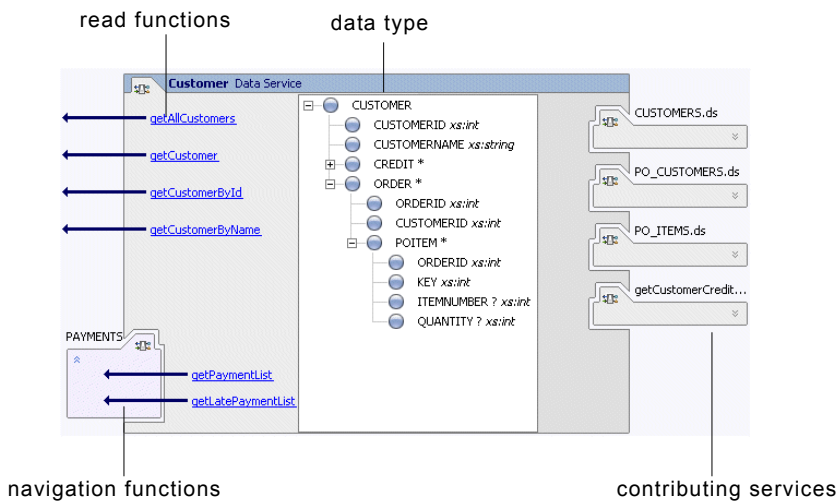 read functions
data type
Customer Data Service
getAllCustomers
getCustomer
getCustomerById
getCustomerByName
CUSTOMER
CUSTOMERID xs:int
CUSTOMERNAME xs:string
CREDIT *
ORDER *
ORDERID xs:int
CUSTOMERID xs:int
POITEM *
ORDERID xs:int
KEY xs:int
ITEMNUMBER ? xs:int
QUANTITY ? xs:int
CUSTOMERS.ds
PO_CUSTOMERS.ds
PO_ITEMS.ds
getCustomerCredit...
PAYMENTS
getPaymentList
getLatePaymentList
navigation functions
contributing services